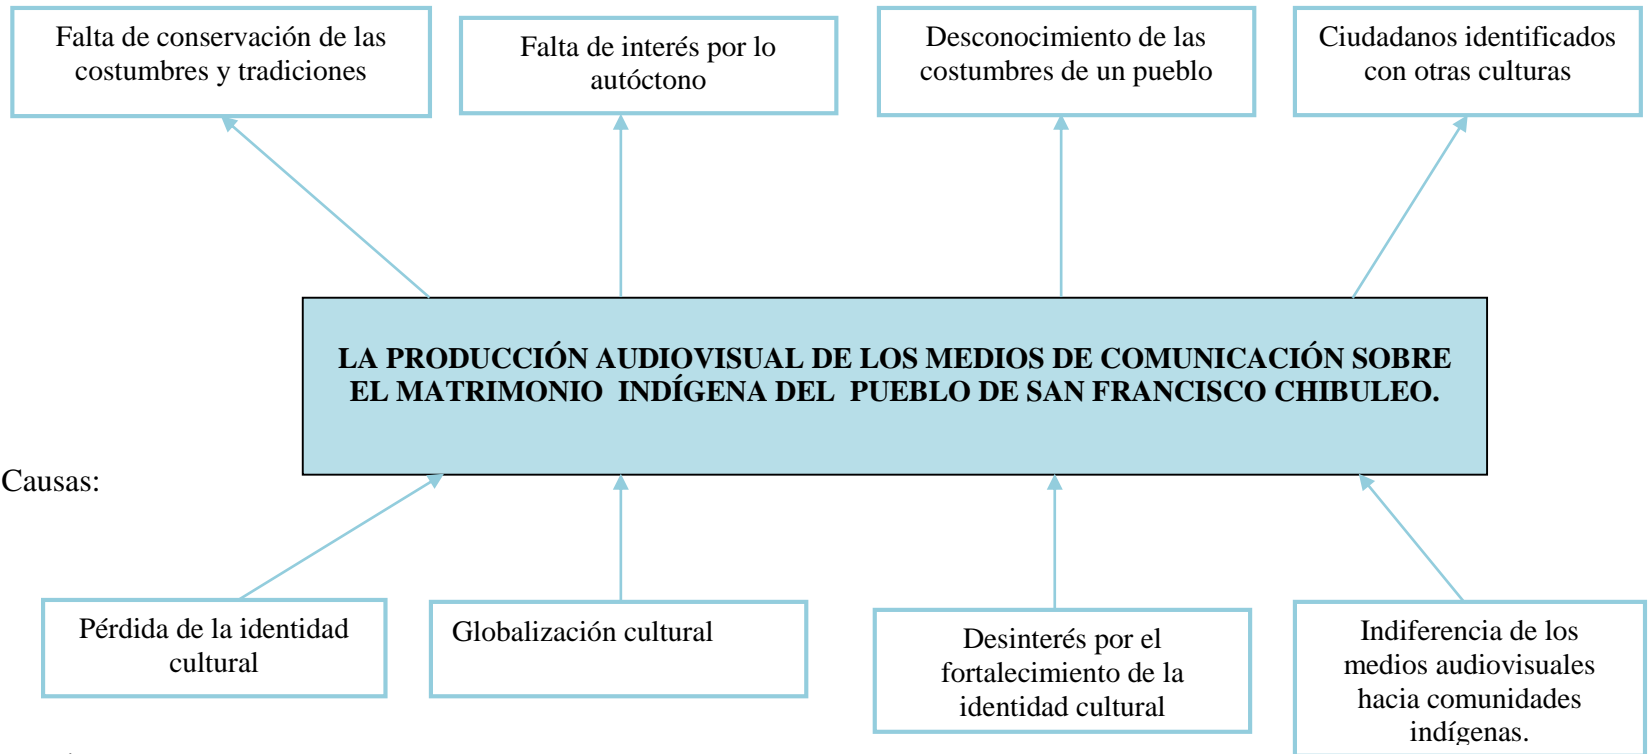 Falta de conservación de las
costumbres y tradiciones
Falta de interés por lo
autóctono
Desconocimiento de las
costumbres de un pueblo
Ciudadanos identificados
con otras culturas
LA PRODUCCIÓN AUDIOVISUAL DE LOS MEDIOS DE COMUNICACIÓN SOBRE
EL MATRIMONIO INDÍGENA DEL PUEBLO DE SAN FRANCISCO CHIBULEO.
Causas:
Pérdida de la identidad
cultural
Globalización cultural
Desinterés por el
fortalecimiento de la
identidad cultural
Indiferencia de los
medios audiovisuales
hacia comunidades
indígenas.